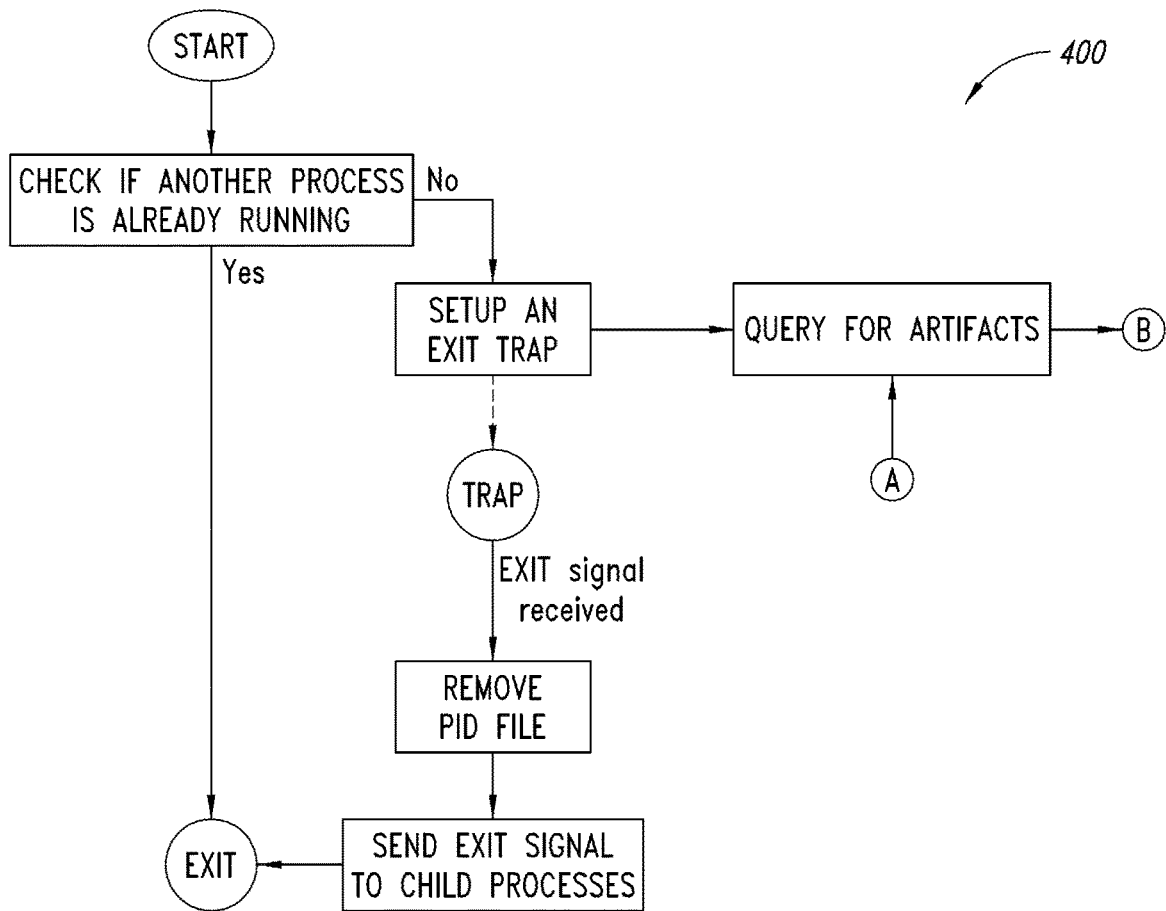 START
400
CHECK IF ANOTHER PROCESS
IS ALREADY RUNNING
No
Yes
SETUP AN
EXIT TRAP
QUERY FOR ARTIFACTS
B
A
TRAP
EXIT signal
received
REMOVE
PID FILE
SEND EXIT SIGNAL
TO CHILD PROCESSES
EXIT